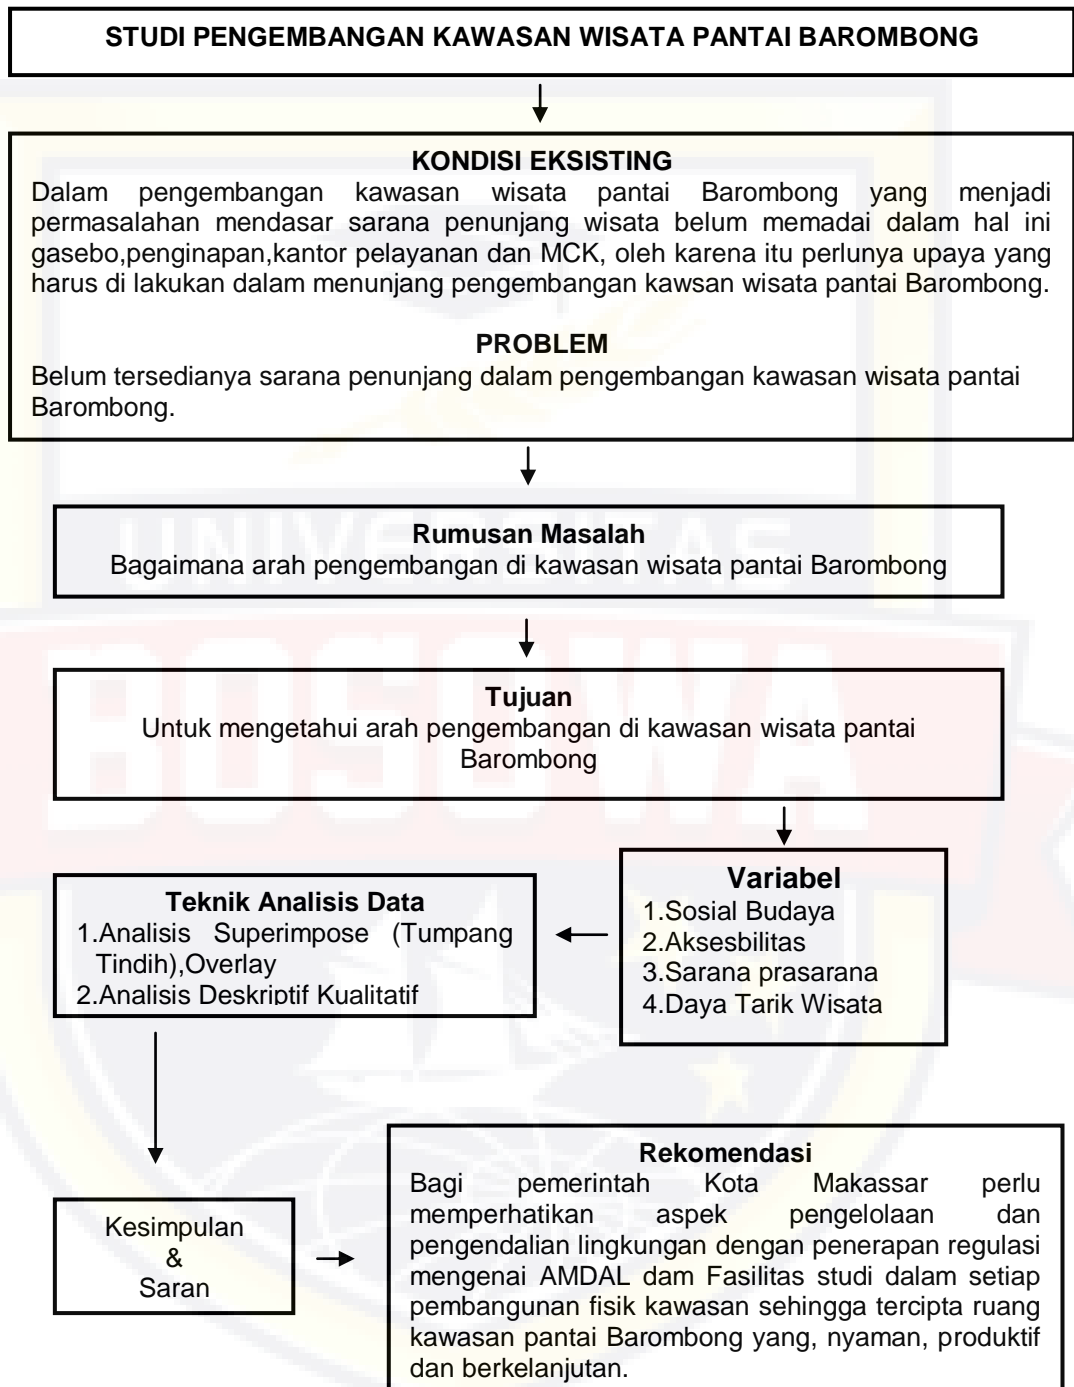 STUDI PENGEMBANGAN KAWASAN WISATA PANTAI BAROMBONG
KONDISI EKSISTING
Dalam pengembangan kawasan wisata pantai Barombong yang menjadi
permasalahan mendasar sarana penunjang wisata belum memadai dalam hal ini
gasebo,penginapan,kantor pelayanan dan MCK, oleh karena itu perlunya upaya yang
harus di lakukan dalam menunjang pengembangan kawsan wisata pantai Barombong.
PROBLEM
Belum tersedianya sarana penunjang dalam pengembangan kawasan wisata pantai
Barombong.
UNIVERSITAS
Rumusan Masalah
Bagaimana arah pengembangan di kawasan wisata pantai Barombong
BOSOWA
Tujuan
Untuk mengetahui arah pengembangan di kawasan wisata pantai
Barombong
Variabel
1.Sosial Budaya
2.Aksesbilitas
3.Sarana prasarana
4.Daya Tarik Wisata
Teknik Analisis Data
1.Analisis Superimpose (Tumpang
Tindih),Overlay
2.Analisis Deskriptif Kualitatif
Kesimpulan
&
Saran
Rekomendasi
Bagi pemerintah Kota Makassar perlu
memperhatikan aspek pengelolaan dan
pengendalian lingkungan dengan penerapan regulasi
mengenai AMDAL dam Fasilitas studi dalam setiap
pembangunan fisik kawasan sehingga tercipta ruang
kawasan pantai Barombong yang, nyaman, produktif
dan berkelanjutan.